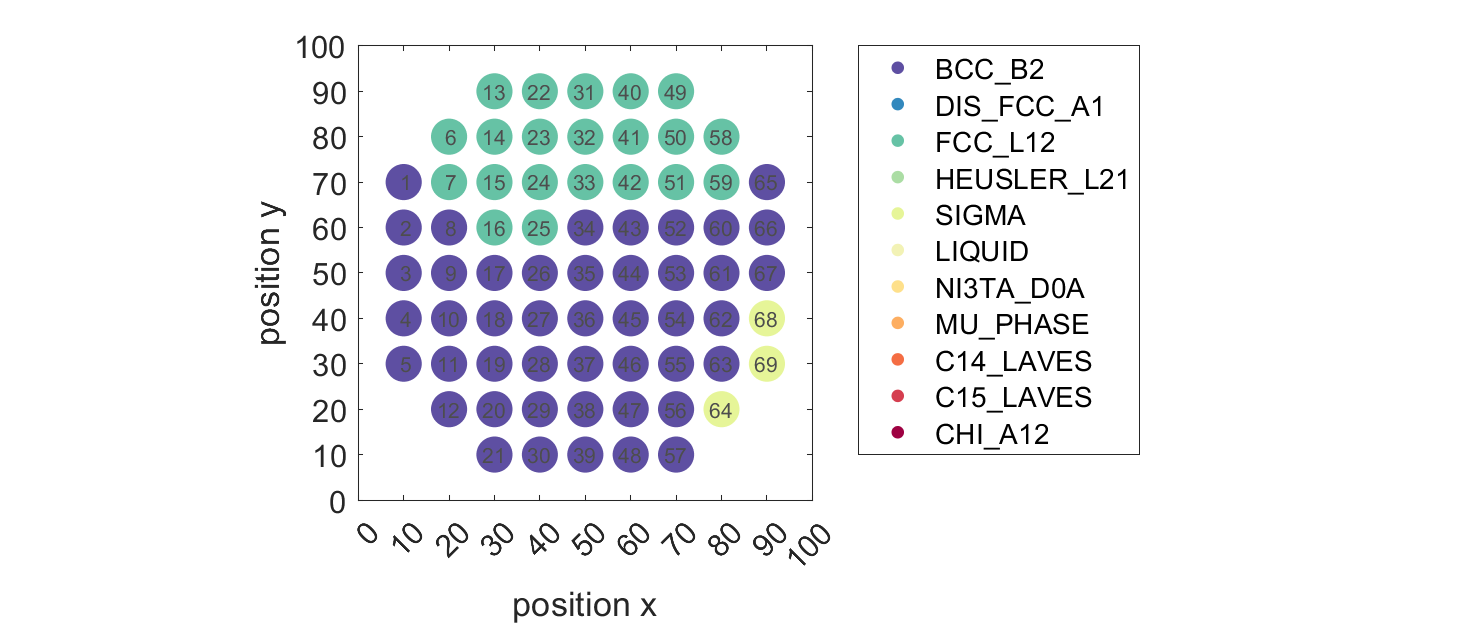 100
90
80
70
60
50
40
30
20
10
0
position y
13 22 31 40 49
6 14 23 32 41 50 58
1 7 15 24 33 42 51 59 65
2 8 16 25 34 43 52 60 66
3 9 17 26 35 44 53 61 67
4 10 18 27 36 45 54 62 68
5 11 19 28 37 46 55 63 69
12 20 29 38 47 56 64
21 30 39 48 57
0 10 20 30 40 50 60 70 80 90 100
position x
BCC_B2
DIS_FCC_A1
FCC_L12
HEUSLER_L21
SIGMA
LIQUID
NI3TA_D0A
MU_PHASE
C14_LAVES
C15_LAVES
CHI_A12